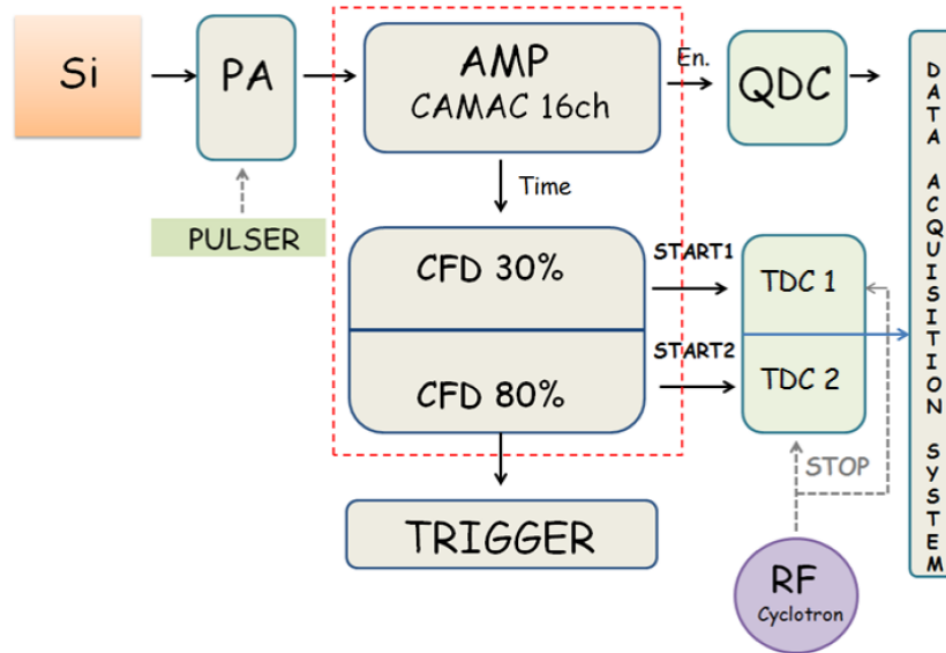 Si
PA
AMP
CAMAC 16ch
En.
QDC
PULSER
Time
CFD 30%
START1
TDC 1
START2
CFD 80%
TDC 2
STOP
TRIGGER
RF
Cyclotron
DATA ACQUISITION SYSTEM